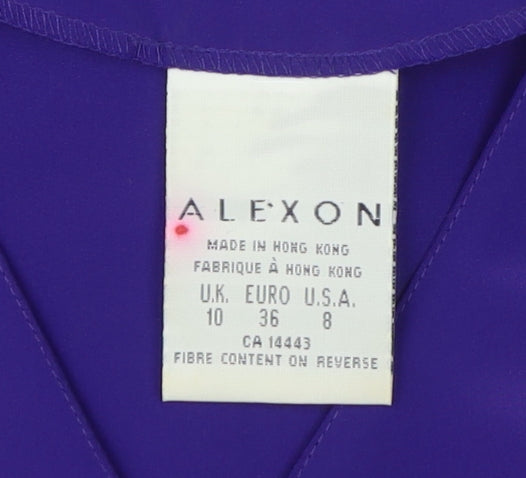 ALEXON
MADE IN HONG KONG
FABRIQUE À HONG KONG
U.K. EURO U.S.A.
10 36 8
CA 14443
FIBRE CONTENT ON REVERSE